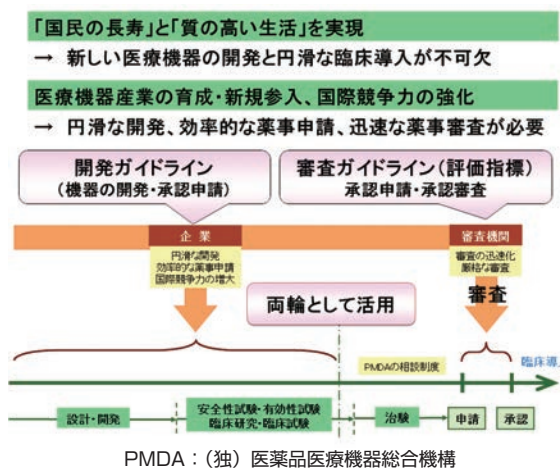 「国民の長寿」と「質の高い生活」を実現
→ 新しい医療機器の開発と円滑な臨床導入が不可欠
医療機器産業の育成・新規参入、国際競争力の強化
→ 円滑な開発、効率的な薬事申請、迅速な薬事審査が必要
開発ガイドライン
(機器の開発・承認申請)
審査ガイドライン(評価指標)
承認申請・承認審査
企業
円滑な開発
効率的な薬事申請
国際競争力の増大
審査機関
審査の迅速化
厳格な審査
審査
両輪として活用
PMDAの相談制度
臨床導
設計・開発
安全性試験・有効性試験
臨床研究・臨床試験
治験
申請
承認
PMDA：（独）医薬品医療機器総合機構